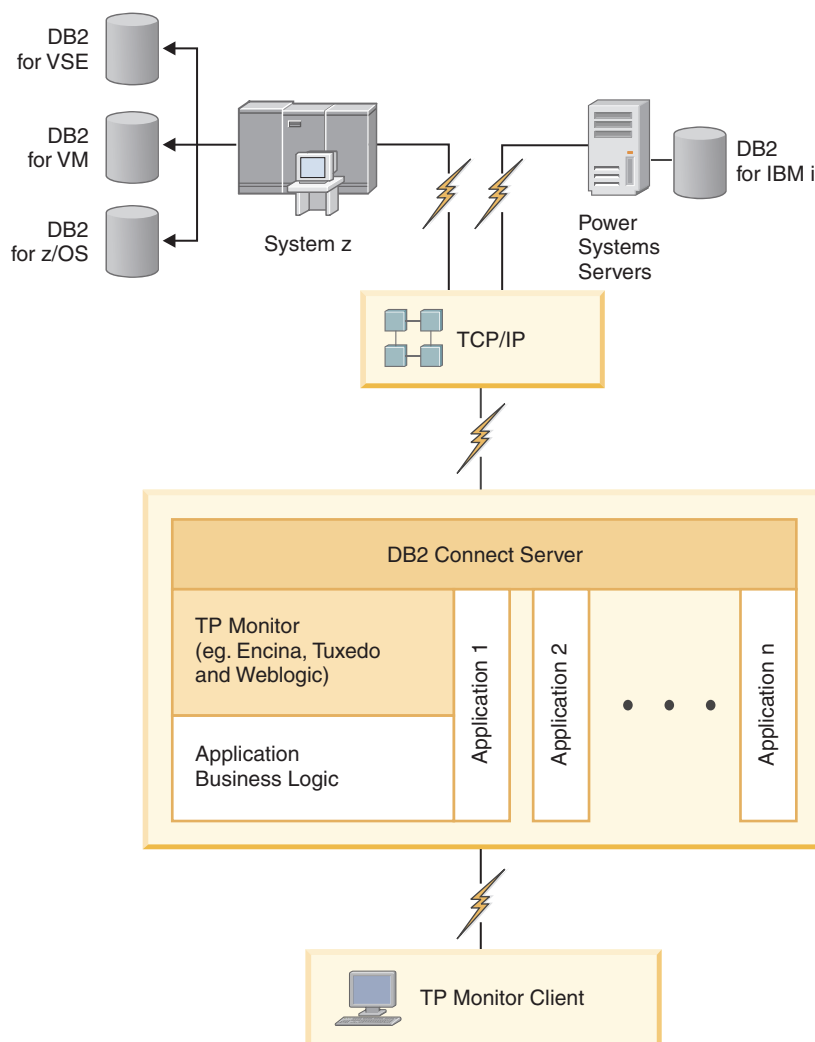 DB2
for VSE
DB2
for VM
DB2
for z/OS
System z
Power
Systems
Servers
DB2
for IBM i
TCP/IP
DB2 Connect Server
TP Monitor
(eg. Encina, Tuxedo
and Weblogic)
Application
Business Logic
Application 1
Application 2
Application n
TP Monitor Client